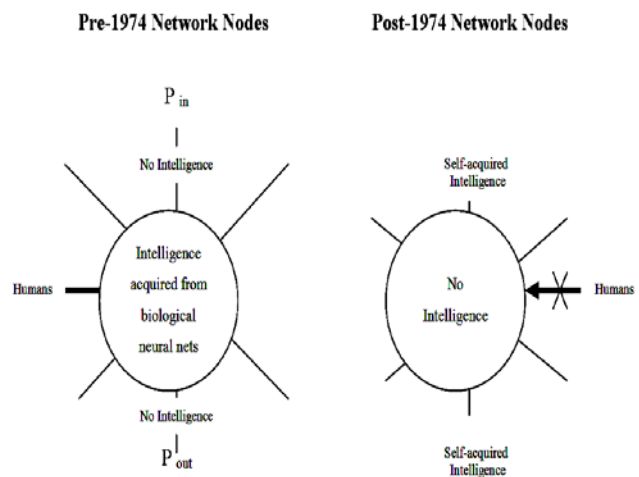 Pre-1974 Network Nodes
P in
No Intelligence
Humans
Intelligence
acquired from
biological
neural nets
No Intelligence
P out
Post-1974 Network Nodes
Self-acquired
Intelligence
No
Intelligence
Humans
Self-acquired
Intelligence